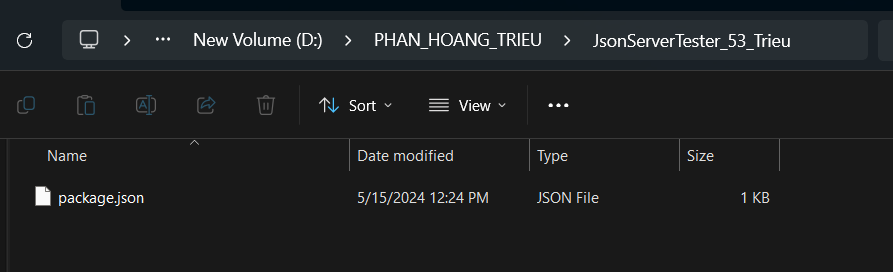 New Volume (D:) PHAN_HOANG_TRIEU JsonServerTester_53_Trieu
Sort View
Name Date modified Type Size
package.json 5/15/2024 12:24 PM JSON File 1 KB